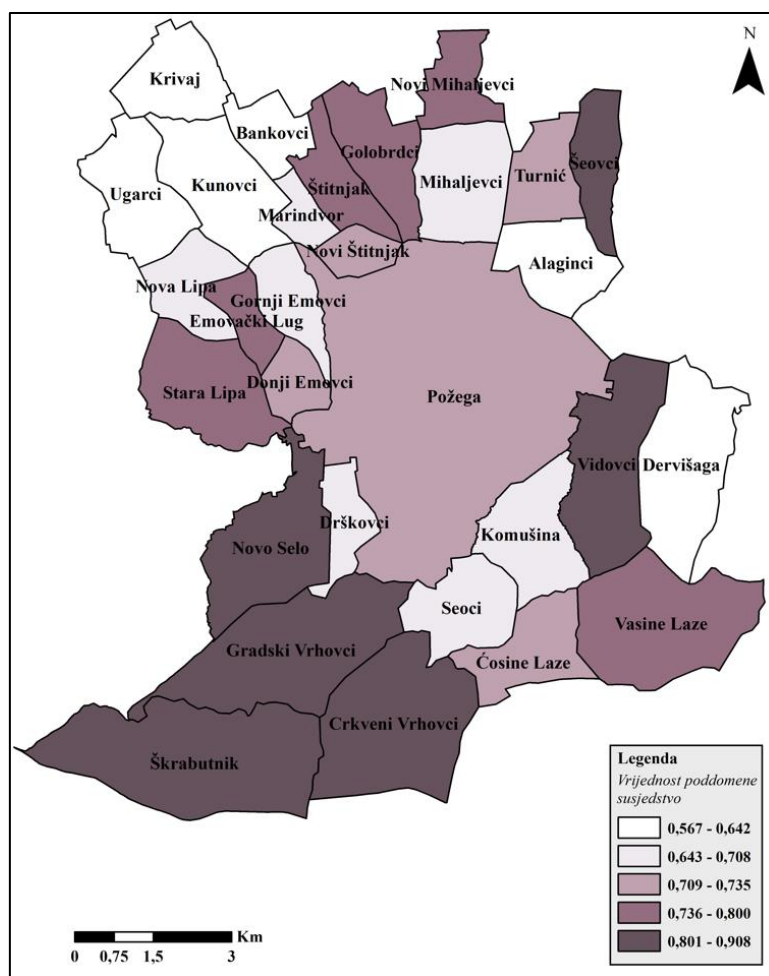 N
Krivaj
Novi Mihaljevci
Bankovci
Golobrdci
Šeovci
Ugarci
Kunovci
Štitnjak
Mihaljevci
Turnić
Marindvor
Novi Štitnjak
Alaginci
Nova Lipa
Gornji Emovci
Emovački Lug
Donji Emovci
Stara Lipa
Požega
Vidovci
Dervišaga
Drškovci
Komušina
Novo Selo
Seoci
Vasine Laze
Gradski Vrhovci
Ćosine Laze
Crkveni Vrhovci
Škrabutnik
Legenda
Vrijednost poddomene
susjedstvo
0,567 - 0,642
0,643 - 0,708
0,709 - 0,735
0,736 - 0,800
0,801 - 0,908
Km
0 0,75 1,5 3